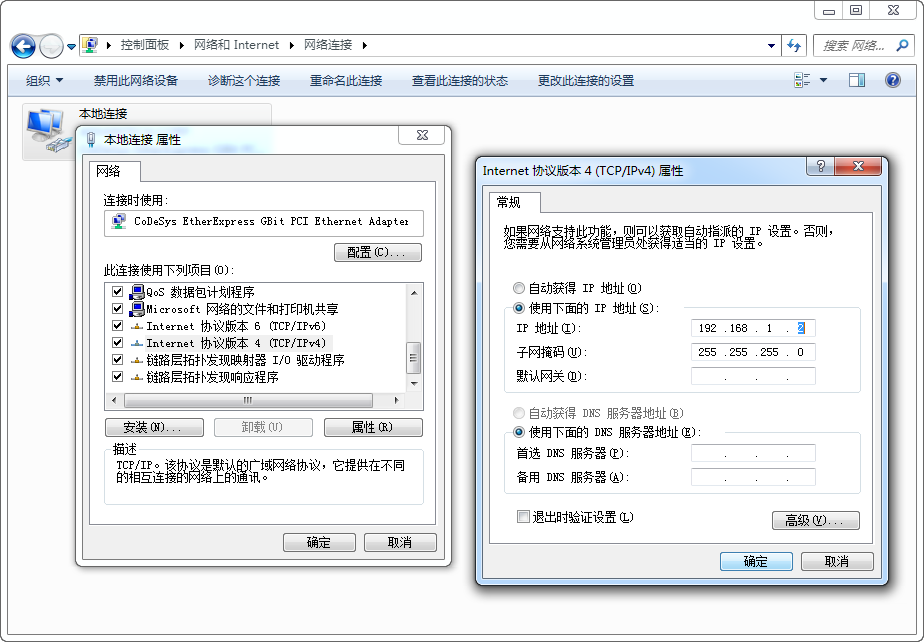 控制面板 ▸ 网络和 Internet ▸ 网络连接 ▸
搜索 网络...
组织 禁用此网络设备 诊断这个连接 重命名此连接 查看此连接的状态 更改此连接的设置
本地连接
本地连接 属性
网络
连接时使用:
CoDeSys EtherExpress GBit PCI Ethernet Adapter
配置(C)...
此连接使用下列项目(O):
QoS 数据包计划程序
Microsoft 网络的文件和打印机共享
Internet 协议版本 6 (TCP/IPv6)
Internet 协议版本 4 (TCP/IPv4)
链路层拓扑发现映射器 I/O 驱动程序
链路层拓扑发现响应程序
安装(N)... 卸载(U) 属性(R)
描述
TCP/IP。该协议是默认的广域网络协议，它提供在不同
的相互连接的网络上的通讯。
确定 取消
Internet 协议版本 4 (TCP/IPv4) 属性
常规
如果网络支持此功能，则可以获取自动指派的 IP 设置。否则，
您需要从网络系统管理员处获得适当的 IP 设置。
自动获得 IP 地址(O)
使用下面的 IP 地址(S):
IP 地址(I): 192 .168 . 1 . 2
子网掩码(U): 255 .255 .255 . 0
默认网关(D): . . .
自动获得 DNS 服务器地址(B)
使用下面的 DNS 服务器地址(E):
首选 DNS 服务器(P): . . .
备用 DNS 服务器(A): . . .
退出时验证设置(L)
高级(V)...
确定 取消